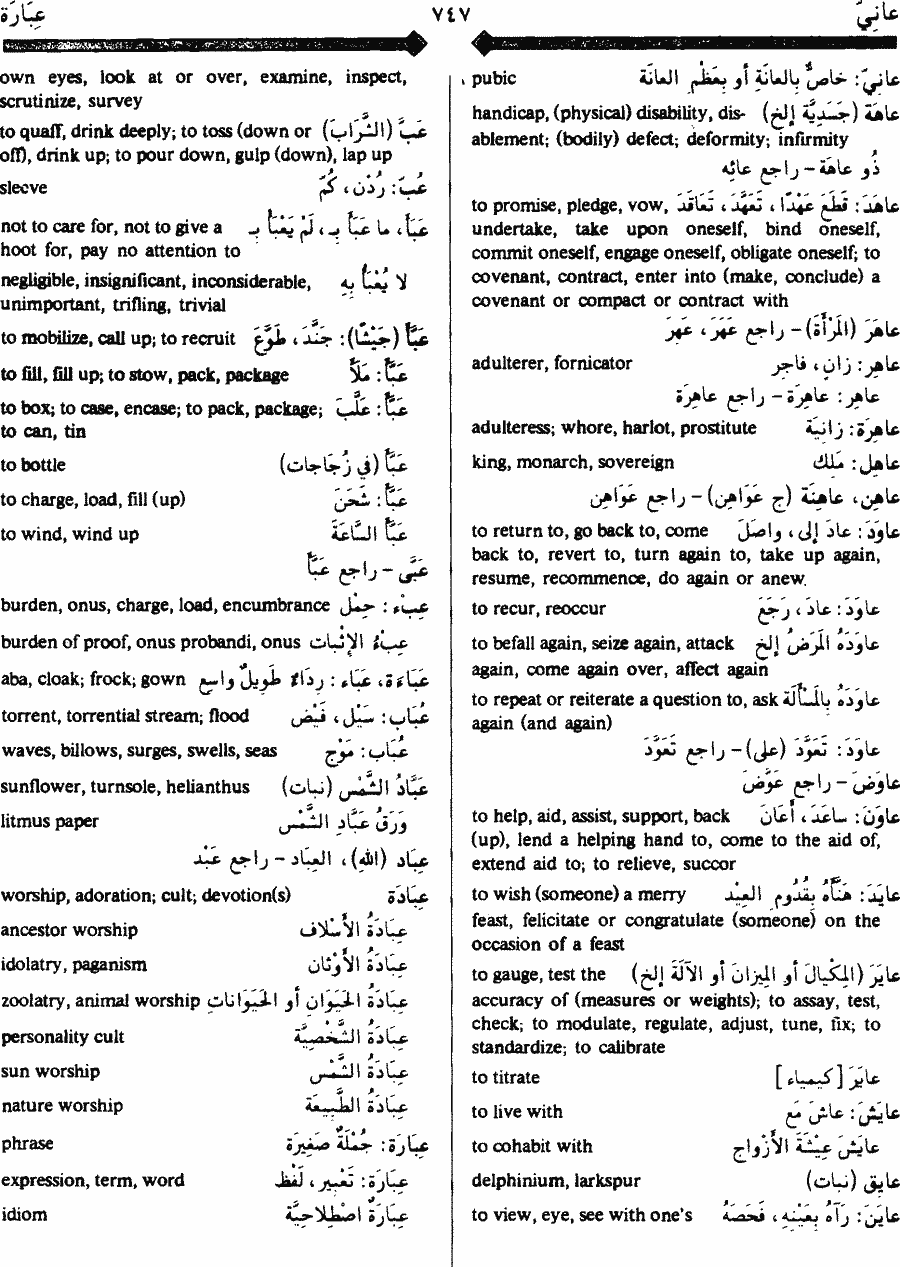 عِبَارَة ٧٤٧ عانِيّ
عانِيّ: خاصٌّ بِالعَانَةِ أو بِعَظْمِ العَانَة pubic
عَاهَة (جَسَدِيَّة إلخ) handicap, (physical) disability, dis-
ablement; (bodily) defect; deformity; infirmity
ذُو عاهَة - راجع عائِه
عاهَدَ: قَطَعَ عَهْدًا، تَعَهَّدَ، تَعَاقَدَ to promise, pledge, vow,
undertake, take upon oneself, bind oneself,
commit oneself, engage oneself, obligate oneself; to
covenant, contract, enter into (make, conclude) a
covenant or compact or contract with
عاهَرَ (المَرْأةَ) - راجع عَهَرَ، عَهِرَ
عاهِر: زانٍ، فاجِر adulterer, fornicator
عاهِر: عاهِرَة - راجع عاهِرَة
عاهِرَة: زانِيَة adulteress; whore, harlot, prostitute
عاهِل: مَلِك king, monarch, sovereign
عاهِن، عاهِنَة (ج عَوَاهِن) - راجع عَوَاهِن
عاوَدَ: عادَ إلى، واصَلَ to return to, go back to, come
back to, revert to, turn again to, take up again,
resume, recommence, do again or anew.
عاوَدَ: عادَ، رَجَعَ to recur, reoccur
عاوَدَهُ المَرَضُ إلخ to befall again, seize again, attack
again, come again over, affect again
عاوَدَهُ بِالمَسْألَة to repeat or reiterate a question to, ask
again (and again)
عاوَدَ: تَعَوَّدَ (على) - راجع تَعَوَّدَ
عاوَضَ - راجع عَوَّضَ
عاوَنَ: ساعَدَ، أعَانَ to help, aid, assist, support, back
(up), lend a helping hand to, come to the aid of,
extend aid to; to relieve, succor
عايَدَ: هَنَّأهُ بِقُدُومِ العِيْد to wish (someone) a merry
feast, felicitate or congratulate (someone) on the
occasion of a feast
عايَرَ (المِكْيالَ أو المِيْزانَ أو الآلَةَ إلخ) to gauge, test the
accuracy of (measures or weights); to assay, test,
check; to modulate, regulate, adjust, tune, fix; to
standardize; to calibrate
عايَرَ [كيمياء] to titrate
عايَشَ: عاشَ مَع to live with
عايَشَ عِيْشَةَ الأزْواج to cohabit with
عايِق (نبات) delphinium, larkspur
عايَنَ: رَآهُ بِعَيْنِهِ، فَحَصَهُ to view, eye, see with one's
own eyes, look at or over, examine, inspect,
scrutinize, survey
عَبَّ (الشَّرابَ) to quaff, drink deeply; to toss (down or
off), drink up; to pour down, gulp (down), lap up
عُبّ: رُدْن، كُمّ sleeve
عَبَأَ، ما عَبَأ بِـ، لَمْ يَعْبَأْ بِـ not to care for, not to give a
hoot for, pay no attention to
لا يُعْبَأُ بِهِ negligible, insignificant, inconsiderable,
unimportant, trifling, trivial
عَبَّأَ (جَيْشًا): جَنَّدَ، طَوَّعَ to mobilize, call up; to recruit
عَبَّأَ: مَلَأَ to fill, fill up; to stow, pack, package
عَبَّأَ: عَلَّبَ to box; to case, encase; to pack, package;
to can, tin
عَبَّأَ (في زُجَاجات) to bottle
عَبَّأَ: شَحَنَ to charge, load, fill (up)
عَبَّأَ السَّاعَةَ to wind, wind up
عَبَّى - راجع عَبَّأَ
عِبْء: حِمْل burden, onus, charge, load, encumbrance
عِبْءُ الإثْبات burden of proof, onus probandi, onus
عَبَاءَة، عَبَاء: رِدَاءٌ طَوِيلٌ واسِع aba, cloak; frock; gown
عُبَاب: سَيْل، فَيْض torrent, torrential stream; flood
عُبَاب: مَوْج waves, billows, surges, swells, seas
عَبَّادُ الشَّمْس (نبات) sunflower, turnsole, helianthus
وَرَقُ عَبَّادِ الشَّمْس litmus paper
عِبَاد (الله)، العِبَاد - راجع عَبْد
عِبَادَة worship, adoration; cult; devotion(s)
عِبَادَةُ الأسْلاف ancestor worship
عِبَادَةُ الأوْثان idolatry, paganism
عِبَادَةُ الحَيَوَان أو الحَيَوَانات zoolatry, animal worship
عِبَادَةُ الشَّخْصِيَّة personality cult
عِبَادَةُ الشَّمْس sun worship
عِبَادَةُ الطَّبِيعَة nature worship
عِبَارَة: جُمْلَةٌ صَغِيرَة phrase
عِبَارَة: تَعْبِير، لَفْظ expression, term, word
عِبَارَةٌ اصْطِلاحِيَّة idiom